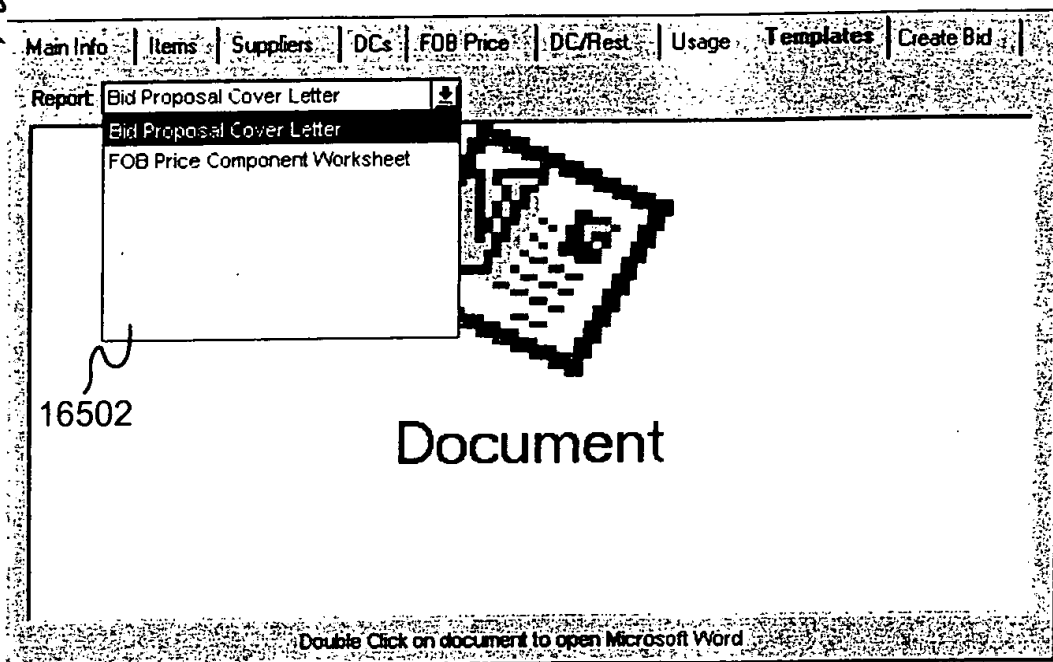 Main Info Items Suppliers DCs FOB Price DC/Rest. Usage Templates Create Bid
Report: Bid Proposal Cover Letter
Bid Proposal Cover Letter
FOB Price Component Worksheet
16502
Document
Double Click on document to open Microsoft Word